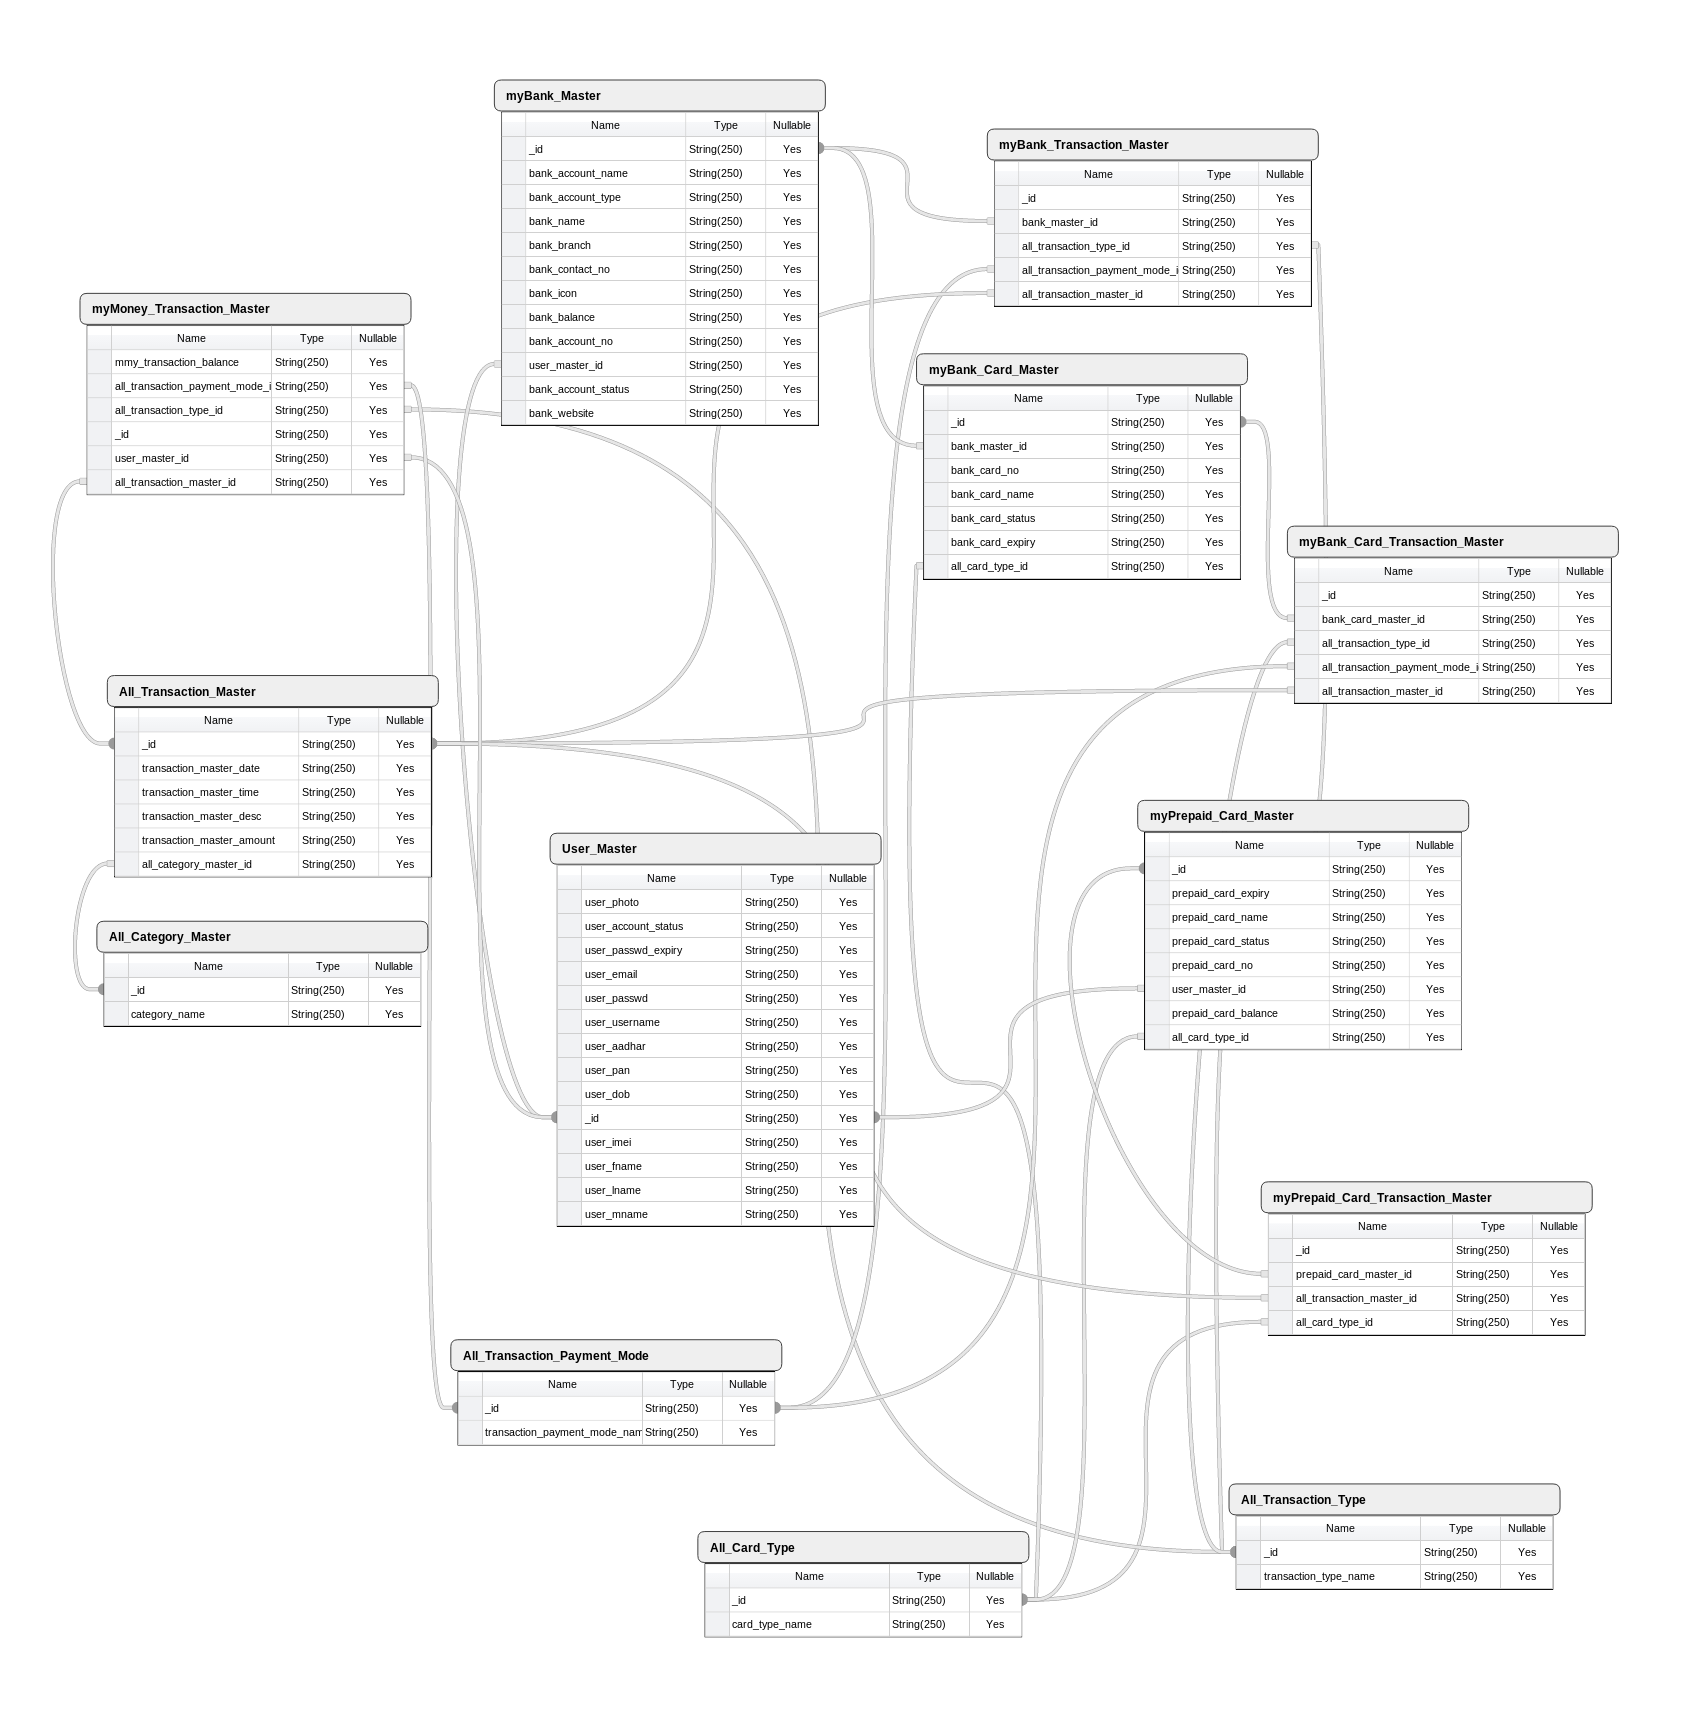 myBank_Master
Name Type Nullable
_id String(250) Yes
bank_account_name String(250) Yes
bank_account_type String(250) Yes
bank_name String(250) Yes
bank_branch String(250) Yes
bank_contact_no String(250) Yes
bank_icon String(250) Yes
bank_balance String(250) Yes
bank_account_no String(250) Yes
user_master_id String(250) Yes
bank_account_status String(250) Yes
bank_website String(250) Yes
myBank_Transaction_Master
Name Type Nullable
_id String(250) Yes
bank_master_id String(250) Yes
all_transaction_type_id String(250) Yes
all_transaction_payment_mode_i String(250) Yes
all_transaction_master_id String(250) Yes
myMoney_Transaction_Master
Name Type Nullable
mmy_transaction_balance String(250) Yes
all_transaction_payment_mode_i String(250) Yes
all_transaction_type_id String(250) Yes
_id String(250) Yes
user_master_id String(250) Yes
all_transaction_master_id String(250) Yes
myBank_Card_Master
Name Type Nullable
_id String(250) Yes
bank_master_id String(250) Yes
bank_card_no String(250) Yes
bank_card_name String(250) Yes
bank_card_status String(250) Yes
bank_card_expiry String(250) Yes
all_card_type_id String(250) Yes
myBank_Card_Transaction_Master
Name Type Nullable
_id String(250) Yes
bank_card_master_id String(250) Yes
all_transaction_type_id String(250) Yes
all_transaction_payment_mode_i String(250) Yes
all_transaction_master_id String(250) Yes
All_Transaction_Master
Name Type Nullable
_id String(250) Yes
transaction_master_date String(250) Yes
transaction_master_time String(250) Yes
transaction_master_desc String(250) Yes
transaction_master_amount String(250) Yes
all_category_master_id String(250) Yes
User_Master
Name Type Nullable
user_photo String(250) Yes
user_account_status String(250) Yes
user_passwd_expiry String(250) Yes
user_email String(250) Yes
user_passwd String(250) Yes
user_username String(250) Yes
user_aadhar String(250) Yes
user_pan String(250) Yes
user_dob String(250) Yes
_id String(250) Yes
user_imei String(250) Yes
user_fname String(250) Yes
user_lname String(250) Yes
user_mname String(250) Yes
myPrepaid_Card_Master
Name Type Nullable
_id String(250) Yes
prepaid_card_expiry String(250) Yes
prepaid_card_name String(250) Yes
prepaid_card_status String(250) Yes
prepaid_card_no String(250) Yes
user_master_id String(250) Yes
prepaid_card_balance String(250) Yes
all_card_type_id String(250) Yes
All_Category_Master
Name Type Nullable
_id String(250) Yes
category_name String(250) Yes
myPrepaid_Card_Transaction_Master
Name Type Nullable
_id String(250) Yes
prepaid_card_master_id String(250) Yes
all_transaction_master_id String(250) Yes
all_card_type_id String(250) Yes
All_Transaction_Payment_Mode
Name Type Nullable
_id String(250) Yes
transaction_payment_mode_nam String(250) Yes
All_Transaction_Type
Name Type Nullable
_id String(250) Yes
transaction_type_name String(250) Yes
All_Card_Type
Name Type Nullable
_id String(250) Yes
card_type_name String(250) Yes